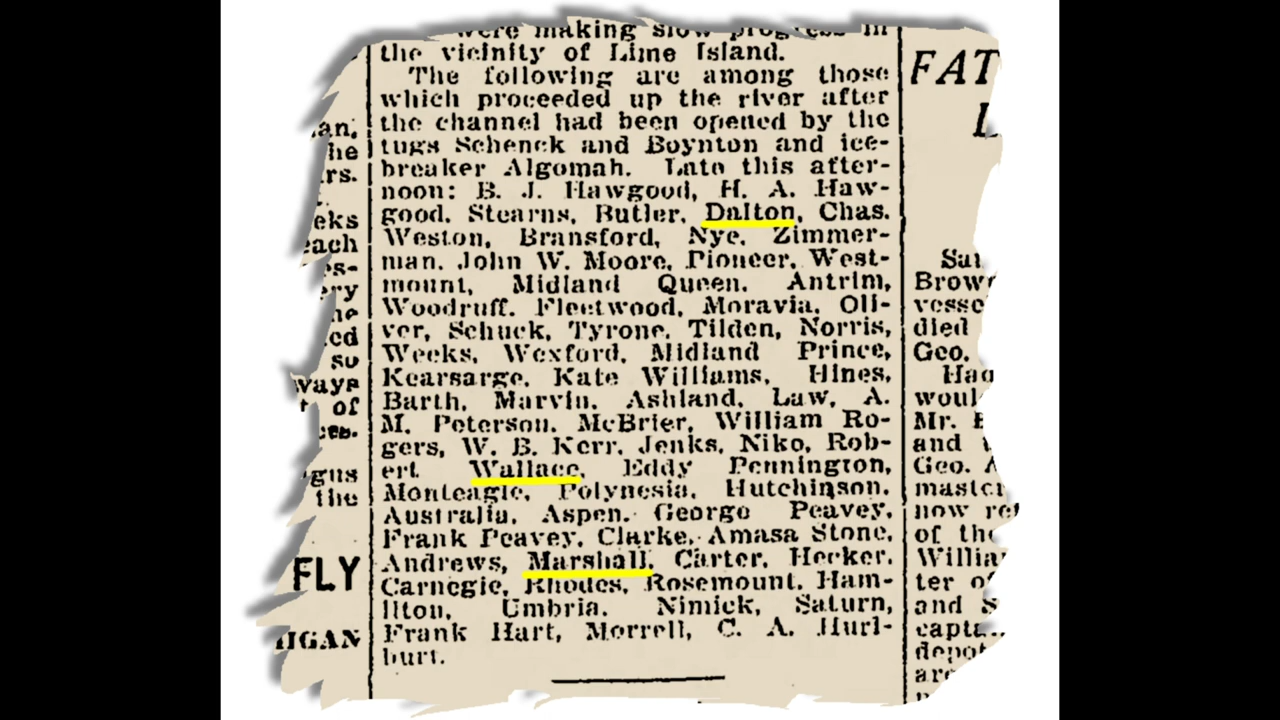 were making slow progress in
the vicinity of Lime Island.
The following are among those
which proceeded up the river after
the channel had been opened by the
tugs Schenck and Boynton and ice-
breaker Algomah. Late this after-
noon: B. J. Hawgood, H. A. Haw-
good, Stearns, Butler, Dalton, Chas.
Weston, Bransford, Nye, Zimmer-
man, John W. Moore, Pioneer, West-
mount, Midland Queen, Antrim,
Woodruff, Fleetwood, Moravia, Oli-
ver, Schuck, Tyrone, Tilden, Norris,
Weeks, Wexford, Midland Prince,
Kearsarge, Kate Williams, Hines,
Barth, Marvin, Ashland, Law, A.
M. Peterson, McBrier, William Ro-
gers, W. B. Kerr, Jenks, Niko, Rob-
ert Wallace, Eddy Pennington,
Monteagle, Polynesia, Hutchinson,
Australia, Aspen, George Peavey,
Frank Peavey, Clarke, Amasa Stone,
Andrews, Marshall, Carter, Hecker,
Carnegie, Rhodes, Rosemount, Ham-
ilton, Umbria, Nimick, Saturn,
Frank Hart, Morrell, C. A. Hurl-
burt.
the
FLY
FAT
L
died
Geo.
Mr.
and
Geo.
now
of the
and